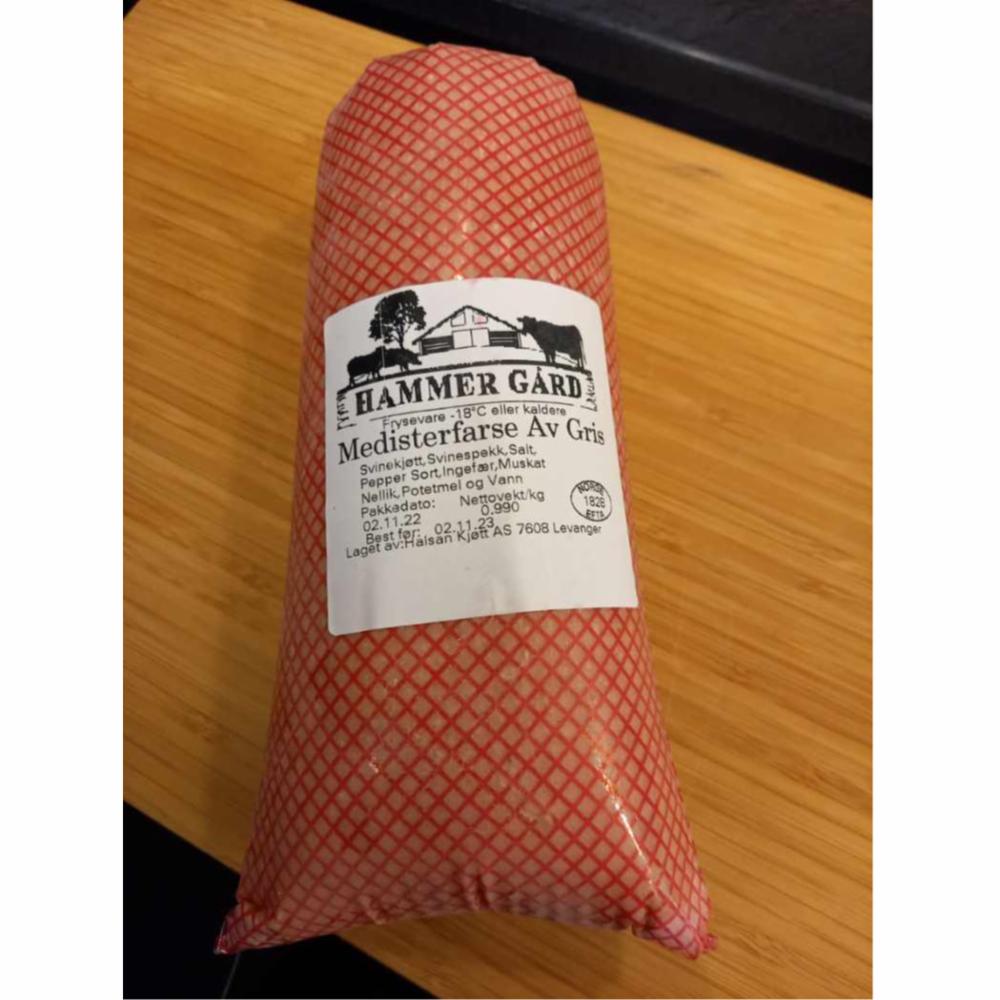 HAMMER GÅRD
Frysevare -18°C eller kaldere
Medisterfarse Av Gris
Svinekjøtt,Svinespekk,Salt,
Pepper Sort,Ingefær,Muskat
Nellik,Potetmel og Vann
Pakkedato: Nettovekt/kg
02.11.22 0.990
Best før: 02.11.23
Laget av:Halsan Kjøtt AS 7608 Levanger
NORGE
1826
EFTA